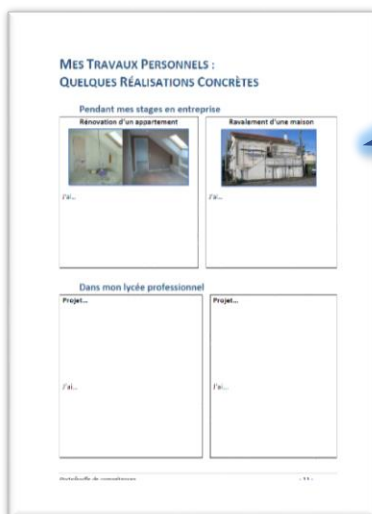 MES TRAVAUX PERSONNELS :
QUELQUES RÉALISATIONS CONCRÈTES
Pendant mes stages en entreprise
Rénovation d'un appartement
Ravalement d'une maison
J'ai...
J'ai...
Dans mon lycée professionnel
Projet...
Projet...
J'ai...
J'ai...